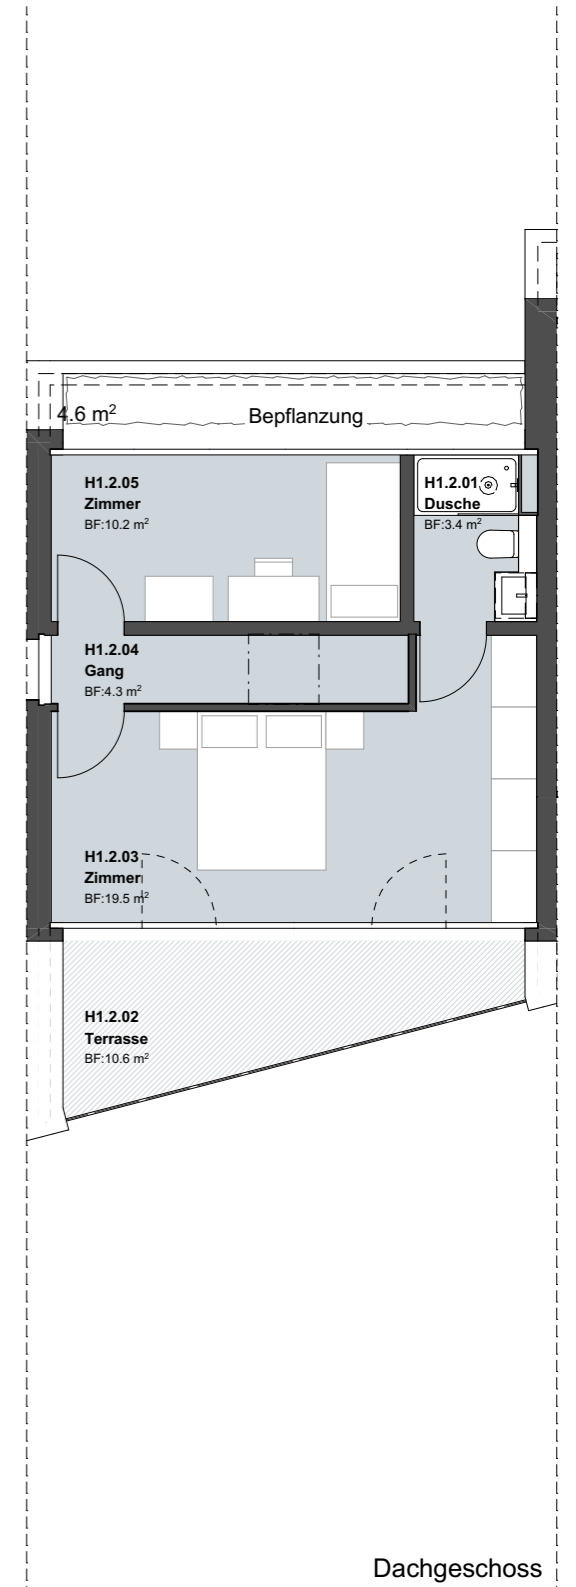 4.6 m²
Bepflanzung
H1.2.05
Zimmer
BF:10.2 m²
H1.2.01
Dusche
BF:3.4 m²
H1.2.04
Gang
BF:4.3 m²
H1.2.03
Zimmer
BF:19.5 m²
H1.2.02
Terrasse
BF:10.6 m²
Dachgeschoss